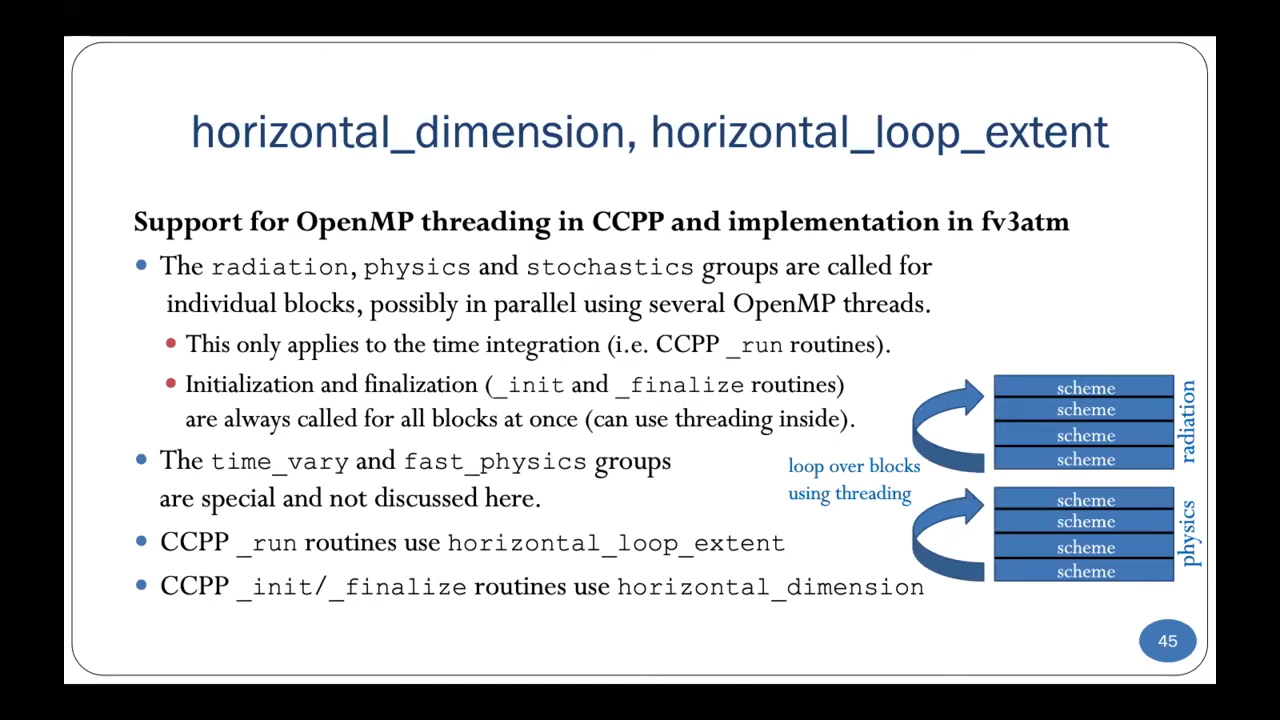 horizontal_dimension, horizontal_loop_extent
Support for OpenMP threading in CCPP and implementation in fv3atm
• The radiation, physics and stochastics groups are called for
individual blocks, possibly in parallel using several OpenMP threads.
• This only applies to the time integration (i.e. CCPP _run routines).
• Initialization and finalization (_init and _finalize routines)
are always called for all blocks at once (can use threading inside).
• The time_vary and fast_physics groups
are special and not discussed here.
• CCPP _run routines use horizontal_loop_extent
• CCPP _init/_finalize routines use horizontal_dimension
loop over blocks
using threading
scheme
scheme
scheme
scheme
radiation
scheme
scheme
scheme
scheme
physics
45